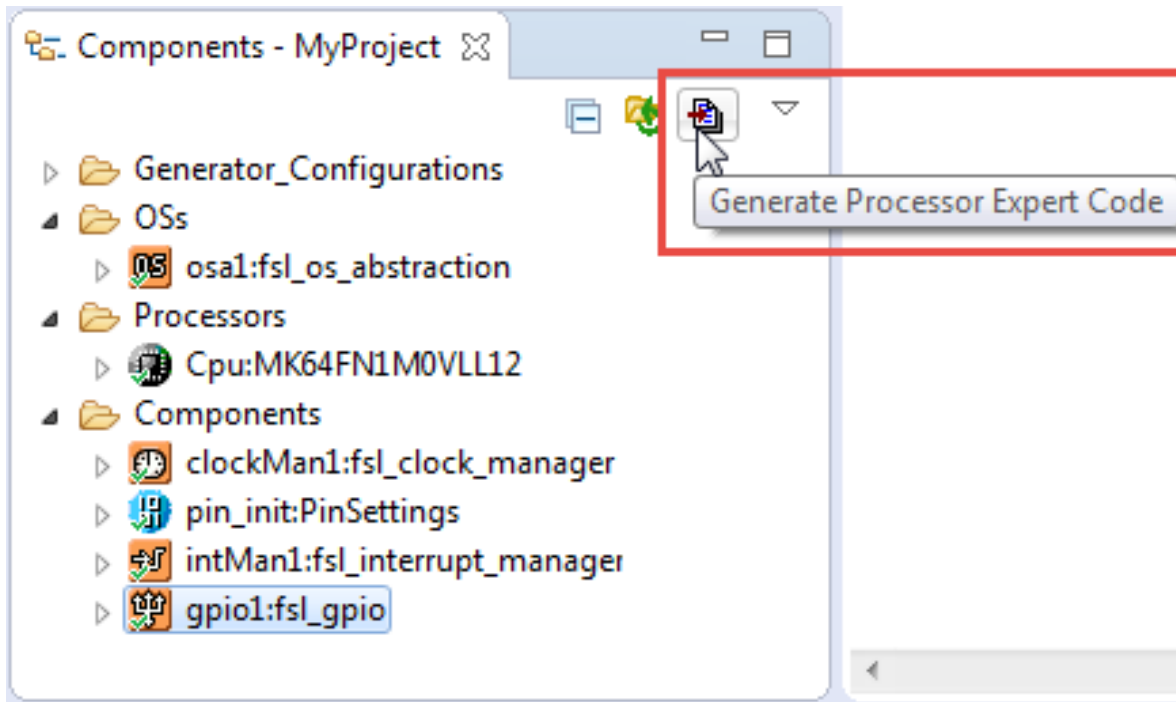 Components - MyProject
Generate Processor Expert Code
Generator_Configurations
OSs
osa1:fsl_os_abstraction
Processors
Cpu:MK64FN1M0VLL12
Components
clockMan1:fsl_clock_manager
pin_init:PinSettings
intMan1:fsl_interrupt_manager
gpio1:fsl_gpio